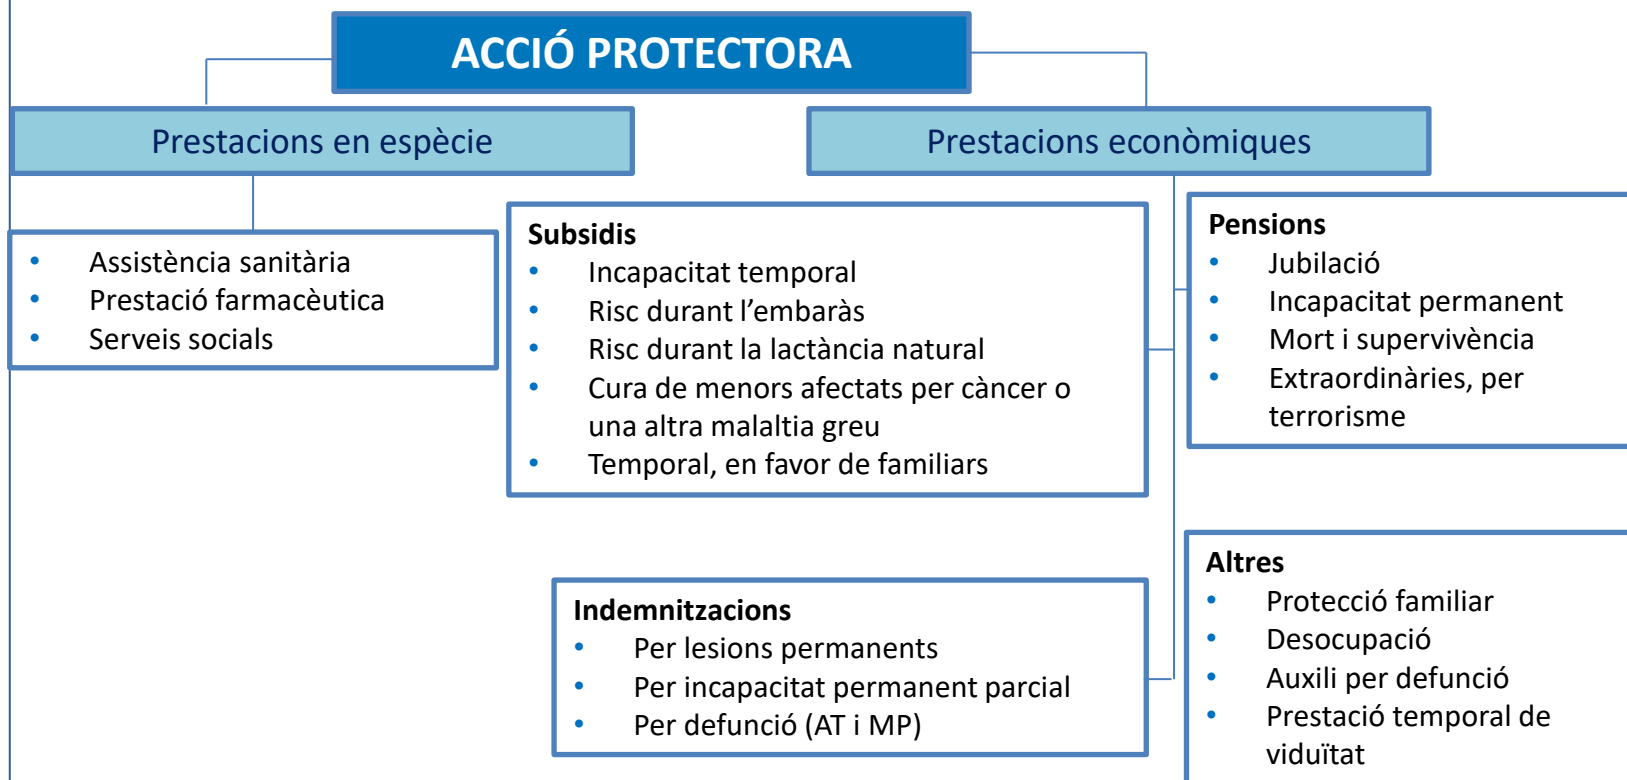 ACCIÓ PROTECTORA
Prestacions en espècie
Prestacions econòmiques
• Assistència sanitària
• Prestació farmacèutica
• Serveis socials
Subsidis
• Incapacitat temporal
• Risc durant l’embaràs
• Risc durant la lactància natural
• Cura de menors afectats per càncer o
una altra malaltia greu
• Temporal, en favor de familiars
Pensions
• Jubilació
• Incapacitat permanent
• Mort i supervivència
• Extraordinàries, per
terrorisme
Indemnitzacions
• Per lesions permanents
• Per incapacitat permanent parcial
• Per defunció (AT i MP)
Altres
• Protecció familiar
• Desocupació
• Auxili per defunció
• Prestació temporal de
viduïtat